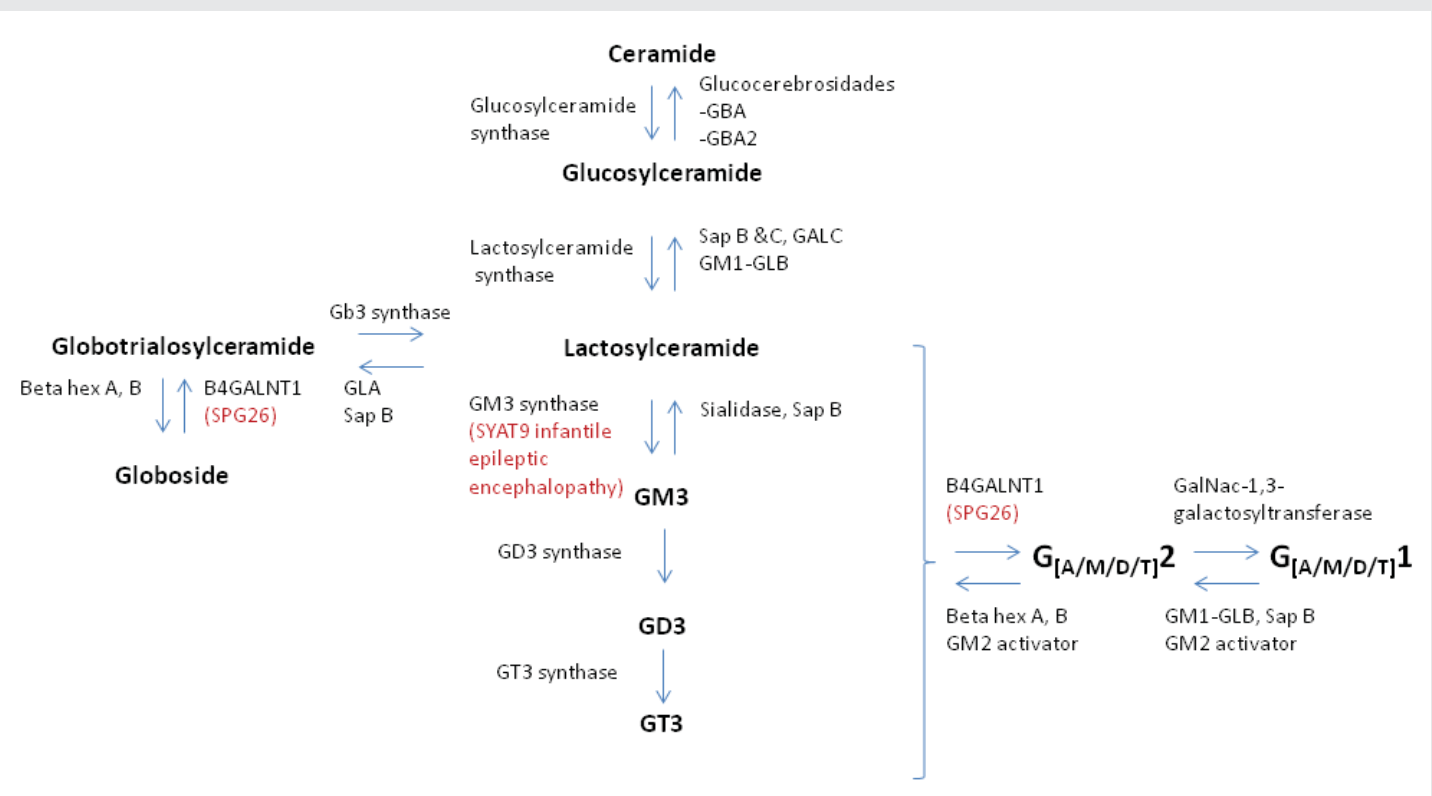 Ceramide
Glucosylceramide
synthase
Glucocerebrosidades
-GBA
-GBA2
Glucosylceramide
Lactosylceramide
synthase
Sap B &C, GALC
GM1-GLB
Gb3 synthase
Globotrialosylceramide
Lactosylceramide
Beta hex A, B
B4GALNT1
(SPG26)
GLA
Sap B
GM3 synthase
(SYAT9 infantile
epileptic
encephalopathy)
Sialidase, Sap B
Globoside
GM3
GD3 synthase
GD3
GT3 synthase
GT3
B4GALNT1
(SPG26)
GalNac-1,3-
galactosyltransferase
G[A/M/D/T]2
G[A/M/D/T]1
Beta hex A, B
GM2 activator
GM1-GLB, Sap B
GM2 activator